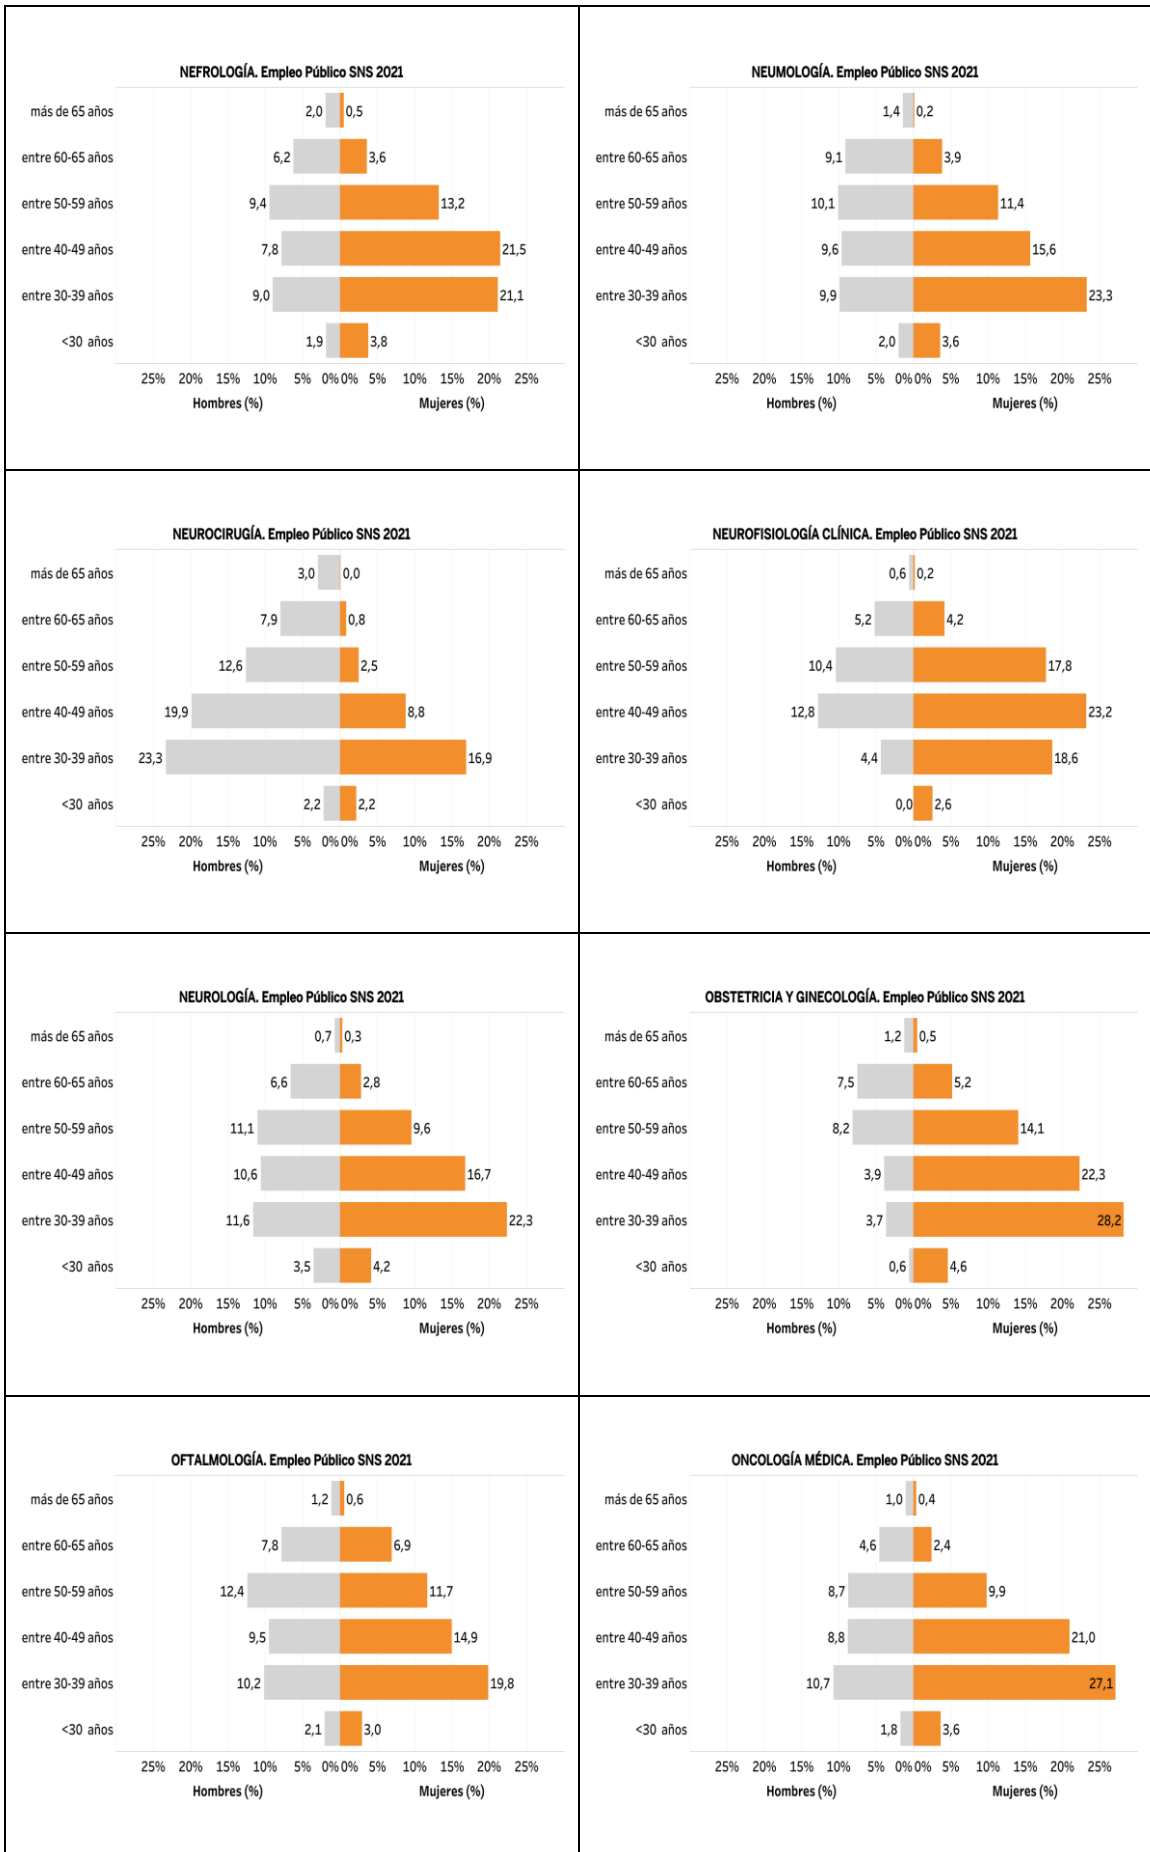 NEFROLOGÍA. Empleo Público SNS 2021
más de 65 años 2,0 0,5
entre 60-65 años 6,2 3,6
entre 50-59 años 9,4 13,2
entre 40-49 años 7,8 21,5
entre 30-39 años 9,0 21,1
<30 años 1,9 3,8
25% 20% 15% 10% 5% 0% 0% 5% 10% 15% 20% 25%
Hombres (%) Mujeres (%)
NEUMOLOGÍA. Empleo Público SNS 2021
más de 65 años 1,4 0,2
entre 60-65 años 9,1 3,9
entre 50-59 años 10,1 11,4
entre 40-49 años 9,6 15,6
entre 30-39 años 9,9 23,3
<30 años 2,0 3,6
25% 20% 15% 10% 5% 0% 0% 5% 10% 15% 20% 25%
Hombres (%) Mujeres (%)
NEUROCIRUGÍA. Empleo Público SNS 2021
más de 65 años 3,0 0,0
entre 60-65 años 7,9 0,8
entre 50-59 años 12,6 2,5
entre 40-49 años 19,9 8,8
entre 30-39 años 23,3 16,9
<30 años 2,2 2,2
25% 20% 15% 10% 5% 0% 0% 5% 10% 15% 20% 25%
Hombres (%) Mujeres (%)
NEUROFISIOLOGÍA CLÍNICA. Empleo Público SNS 2021
más de 65 años 0,6 0,2
entre 60-65 años 5,2 4,2
entre 50-59 años 10,4 17,8
entre 40-49 años 12,8 23,2
entre 30-39 años 4,4 18,6
<30 años 0,0 2,6
25% 20% 15% 10% 5% 0% 0% 5% 10% 15% 20% 25%
Hombres (%) Mujeres (%)
NEUROLOGÍA. Empleo Público SNS 2021
más de 65 años 0,7 0,3
entre 60-65 años 6,6 2,8
entre 50-59 años 11,1 9,6
entre 40-49 años 10,6 16,7
entre 30-39 años 11,6 22,3
<30 años 3,5 4,2
25% 20% 15% 10% 5% 0% 0% 5% 10% 15% 20% 25%
Hombres (%) Mujeres (%)
OBSTETRICIA Y GINECOLOGÍA. Empleo Público SNS 2021
más de 65 años 1,2 0,5
entre 60-65 años 7,5 5,2
entre 50-59 años 8,2 14,1
entre 40-49 años 3,9 22,3
entre 30-39 años 3,7 28,2
<30 años 0,6 4,6
25% 20% 15% 10% 5% 0% 0% 5% 10% 15% 20% 25%
Hombres (%) Mujeres (%)
OFTALMOLOGÍA. Empleo Público SNS 2021
más de 65 años 1,2 0,6
entre 60-65 años 7,8 6,9
entre 50-59 años 12,4 11,7
entre 40-49 años 9,5 14,9
entre 30-39 años 10,2 19,8
<30 años 2,1 3,0
25% 20% 15% 10% 5% 0% 0% 5% 10% 15% 20% 25%
Hombres (%) Mujeres (%)
ONCOLOGÍA MÉDICA. Empleo Público SNS 2021
más de 65 años 1,0 0,4
entre 60-65 años 4,6 2,4
entre 50-59 años 8,7 9,9
entre 40-49 años 8,8 21,0
entre 30-39 años 10,7 27,1
<30 años 1,8 3,6
25% 20% 15% 10% 5% 0% 0% 5% 10% 15% 20% 25%
Hombres (%) Mujeres (%)